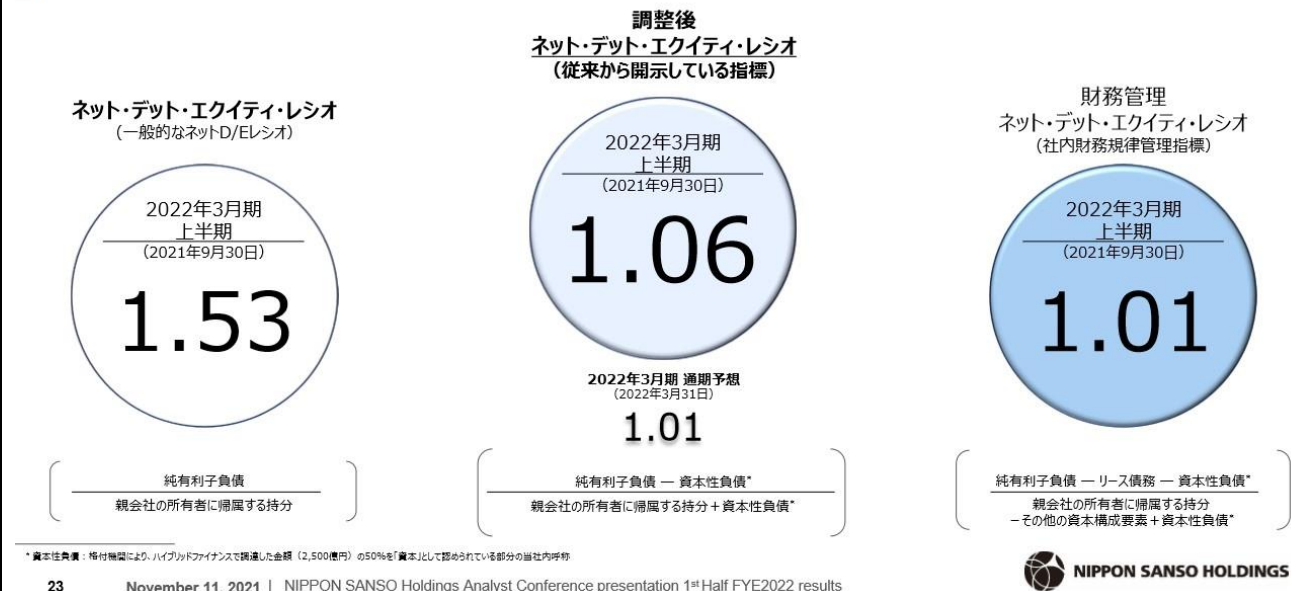 調整後
ネット・デット・エクイティ・レシオ
(従来から開示している指標)
ネット・デット・エクイティ・レシオ
(一般的なネットD/Eレシオ)
財務管理
ネット・デット・エクイティ・レシオ
(社内財務規律管理指標)
2022年3月期
上半期
(2021年9月30日)
1.53
2022年3月期
上半期
(2021年9月30日)
1.06
2022年3月期
上半期
(2021年9月30日)
1.01
2022年3月期 通期予想
(2022年3月31日)
1.01
純有利子負債
親会社の所有者に帰属する持分
純有利子負債 ― 資本性負債*
親会社の所有者に帰属する持分+資本性負債*
純有利子負債 ― リース債務 ― 資本性負債*
親会社の所有者に帰属する持分
-その他の資本構成要素+資本性負債*
* 資本性負債:格付機関により、ハイブリッドファイナンスで調達した金額(2,500億円)の50%を「資本」として認められている部分の当社内呼称
23 November 11, 2021 | NIPPON SANSO Holdings Analyst Conference presentation 1st Half FYE2022 results
NIPPON SANSO HOLDINGS